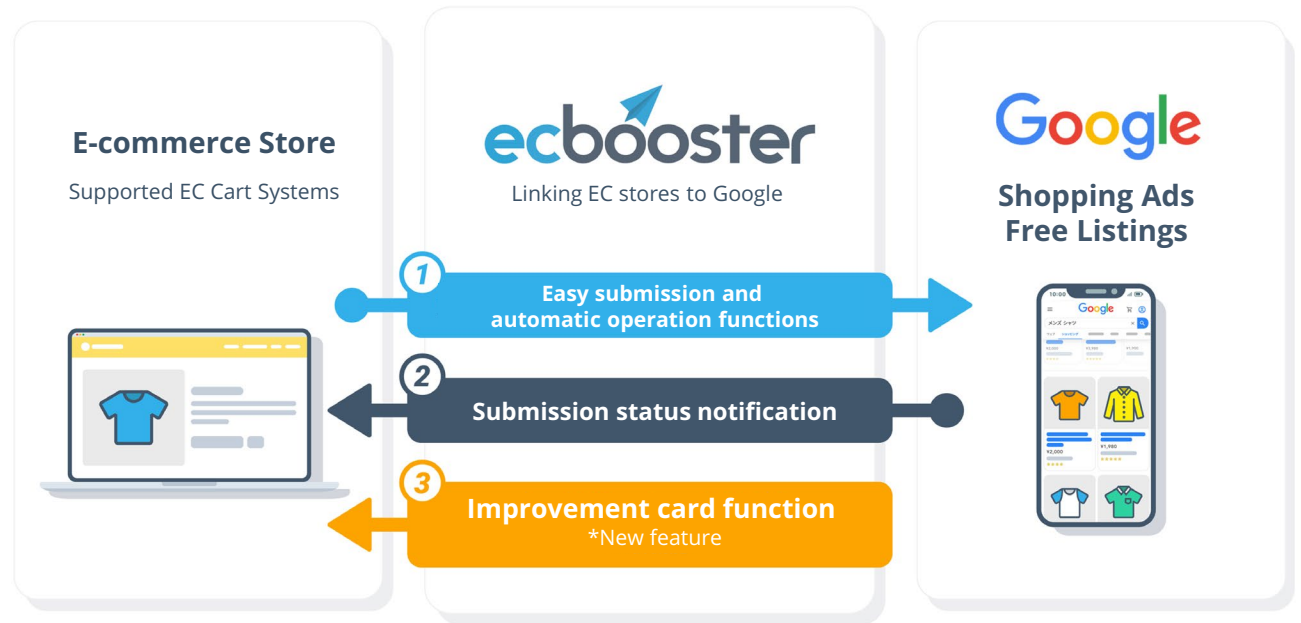 E-commerce Store
Supported EC Cart Systems
ecbooster
Linking EC stores to Google
Google
Shopping Ads
Free Listings
1
Easy submission and
automatic operation functions
2
Submission status notification
3
Improvement card function
*New feature
10:00
Google
メンズ シャツ
¥2,000
¥1,980